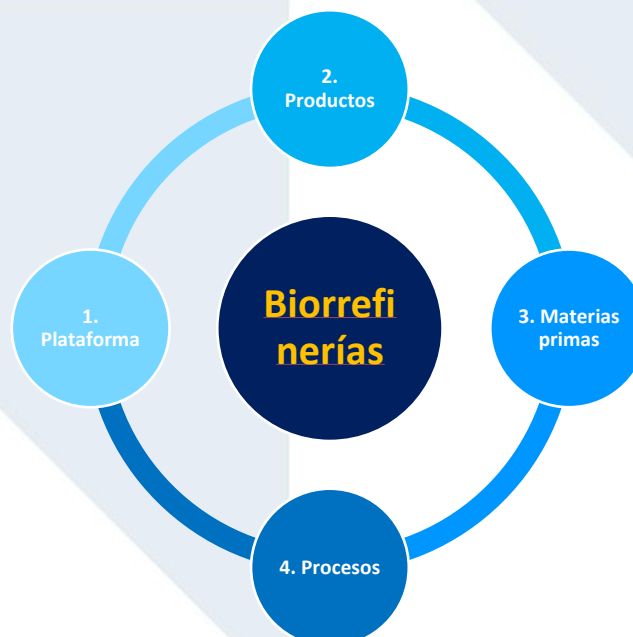 2.
Productos
1.
Plataforma
Biorrefi
nerías
3. Materias
primas
4. Procesos